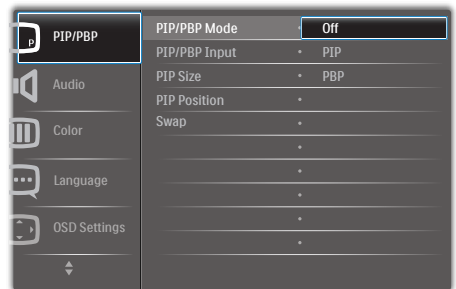 PIP/PBP
Audio
Color
Language
OSD Settings
PIP/PBP Mode • Off
PIP/PBP Input • PIP
PIP Size • PBP
PIP Position •
Swap •
•
•
•
•
•
P